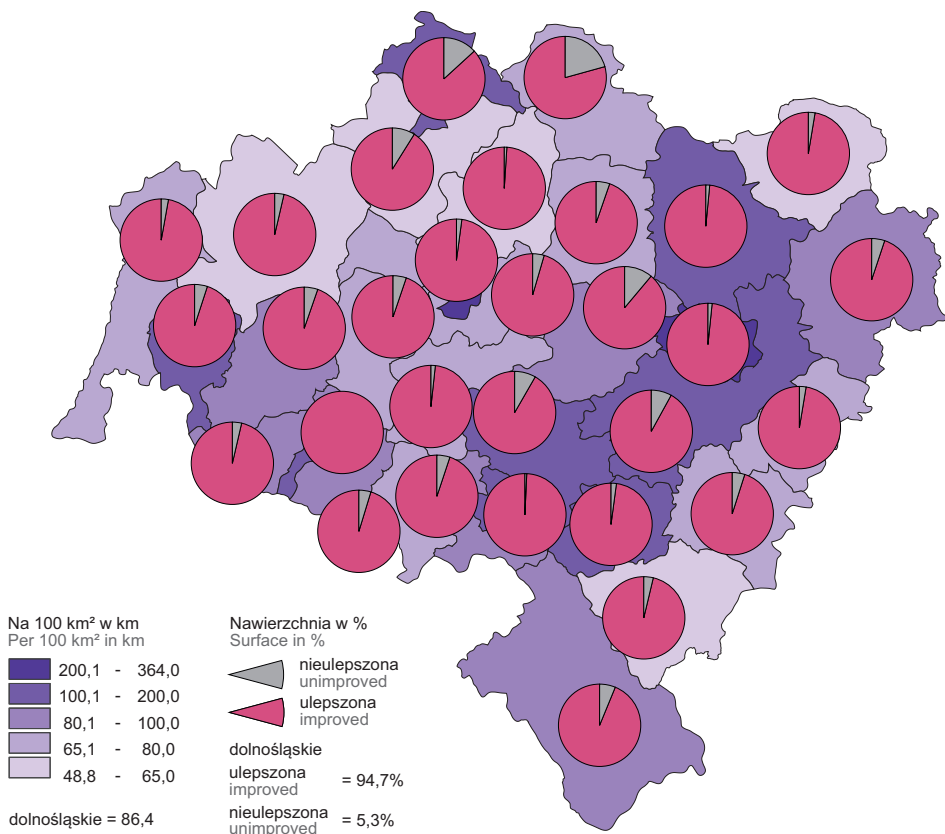 Na 100 km² w km
Per 100 km² in km
200,1 - 364,0
100,1 - 200,0
80,1 - 100,0
65,1 - 80,0
48,8 - 65,0
dolnośląskie = 86,4
Nawierzchnia w %
Surface in %
nieulepszona
unimproved
ulepszona
improved
dolnośląskie
ulepszona
improved
= 94,7%
nieulepszona
unimproved
= 5,3%